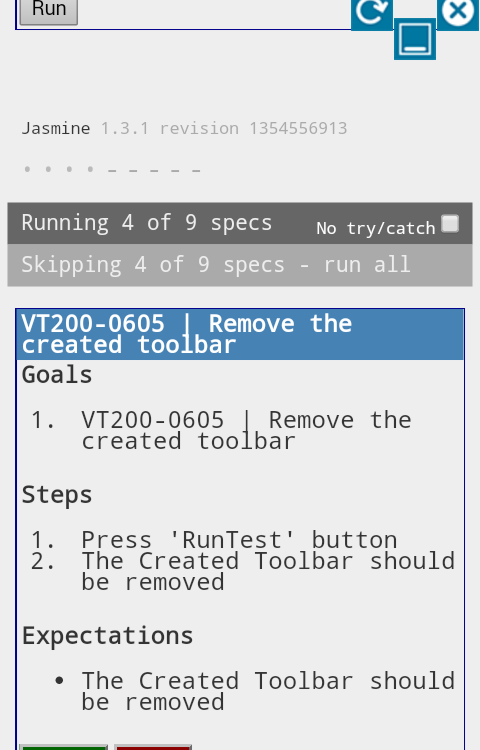 Run
Jasmine 1.3.1 revision 1354556913
Running 4 of 9 specs
No try/catch
Skipping 4 of 9 specs - run all
VT200-0605 | Remove the
created toolbar
Goals
1. VT200-0605 | Remove the
created toolbar
Steps
1. Press 'RunTest' button
2. The Created Toolbar should
be removed
Expectations
• The Created Toolbar should
be removed